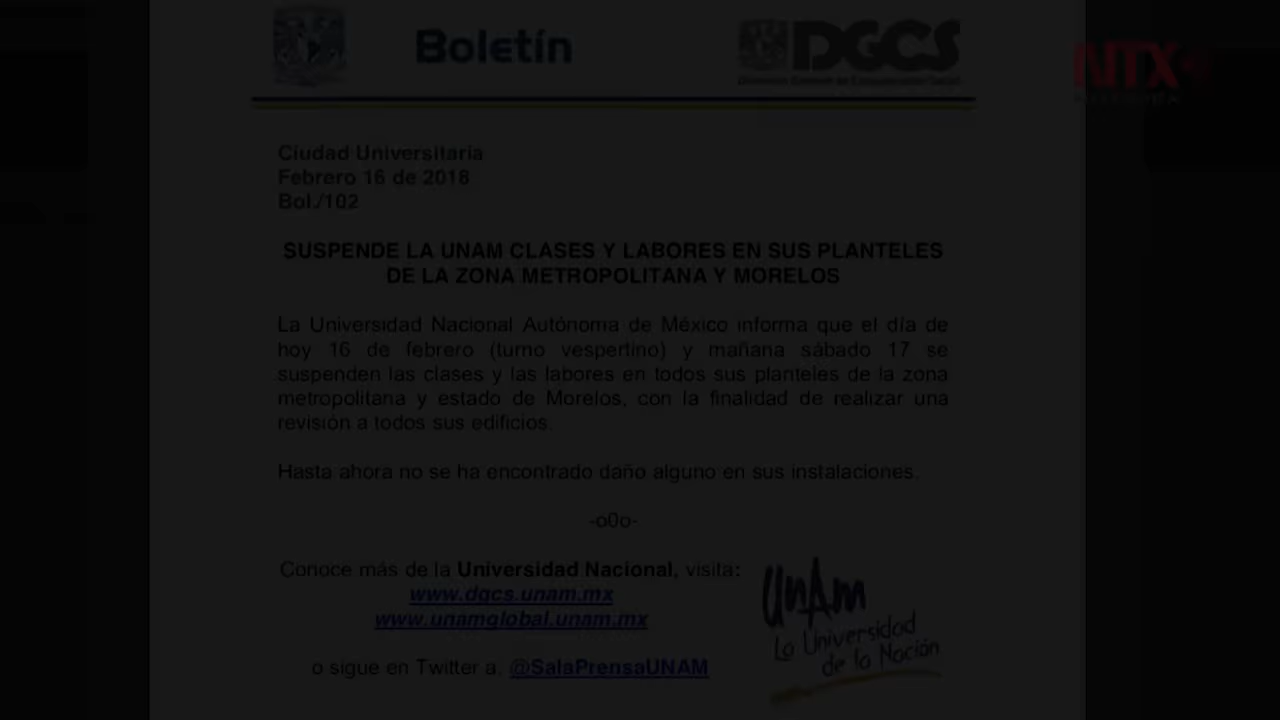 Boletín
DGCS
NTX
Ciudad Universitaria
Febrero 16 de 2018
Bol./102
SUSPENDE LA UNAM CLASES Y LABORES EN SUS PLANTELES
DE LA ZONA METROPOLITANA Y MORELOS
La Universidad Nacional Autónoma de México informa que el día de
hoy 16 de febrero (turno vespertino) y mañana sábado 17 se
suspenden las clases y las labores en todos sus planteles de la zona
metropolitana y estado de Morelos, con la finalidad de realizar una
revisión a todos sus edificios.
Hasta ahora no se ha encontrado daño alguno en sus instalaciones.
-o0o-
Conoce más de la Universidad Nacional, visita:
www.dgcs.unam.mx
www.unamglobal.unam.mx
o sigue en Twitter a: @SalaPrensaUNAM
UNAM
La Universidad
de la Nación